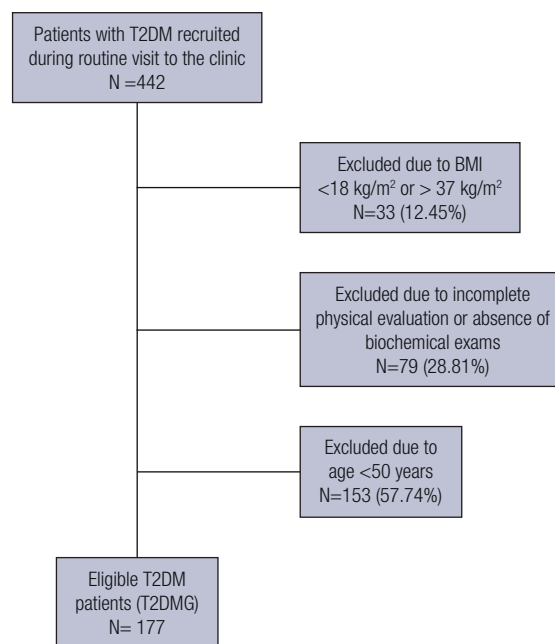 Patients with T2DM recruited
during routine visit to the clinic
N =442
Excluded due to BMI
<18 kg/m² or > 37 kg/m²
N=33 (12.45%)
Excluded due to incomplete
physical evaluation or absence of
biochemical exams
N=79 (28.81%)
Excluded due to
age <50 years
N=153 (57.74%)
Eligible T2DM
patients (T2DMG)
N= 177